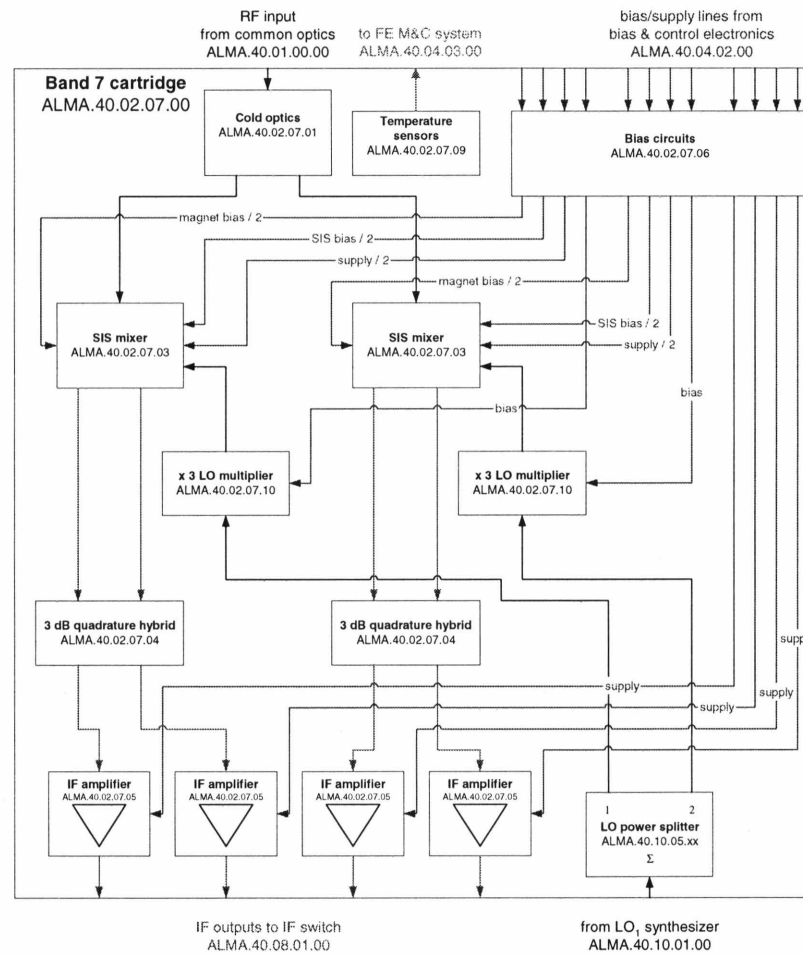 RF input
from common optics
ALMA.40.01.00.00
to FE M&C system
ALMA.40.04.03.00
bias/supply lines from
bias & control electronics
ALMA.40.04.02.00
Band 7 cartridge
ALMA.40.02.07.00
Cold optics
ALMA.40.02.07.01
Temperature
sensors
ALMA.40.02.07.09
Bias circuits
ALMA.40.02.07.06
magnet bias / 2
SIS bias / 2
supply / 2
magnet bias / 2
SIS mixer
ALMA.40.02.07.03
SIS mixer
ALMA.40.02.07.03
SIS bias / 2
supply / 2
bias
bias
x 3 LO multiplier
ALMA.40.02.07.10
x 3 LO multiplier
ALMA.40.02.07.10
3 dB quadrature hybrid
ALMA.40.02.07.04
3 dB quadrature hybrid
ALMA.40.02.07.04
supply
supply
supply
IF amplifier
ALMA.40.02.07.05
IF amplifier
ALMA.40.02.07.05
IF amplifier
ALMA.40.02.07.05
IF amplifier
ALMA.40.02.07.05
1 2
LO power splitter
ALMA.40.10.05.xx
Σ
IF outputs to IF switch
ALMA.40.08.01.00
from LO1 synthesizer
ALMA.40.10.01.00